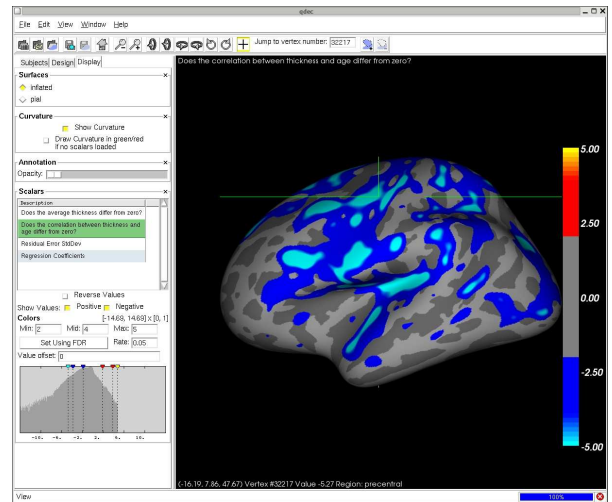 qdec
File Edit View Window Help
Jump to vertex number: 32217
Subjects Design Display
Surfaces
inflated
pial
Curvature
Show Curvature
Draw Curvature in green/red
if no scalars loaded
Annotation
Opacity:
Scalars
Description
Does the average thickness differ from zero?
Does the correlation between thickness and
age differ from zero?
Residual Error StdDev
Regression Coefficients
Reverse Values
Show Values: Positive Negative
Colors [-14.69, 14.69] x [0, 1]
Min: 2 Mid: 4 Max: 5
Set Using FDR Rate: 0.05
Value offset: 0
-10. -6. -2. 2. 6. 10.
View
Does the correlation between thickness and age differ from zero?
5.00
2.50
0.00
-2.50
-5.00
(-16.19, 7.86, 47.67) Vertex #32217 Value -5.27 Region: precentral
100%